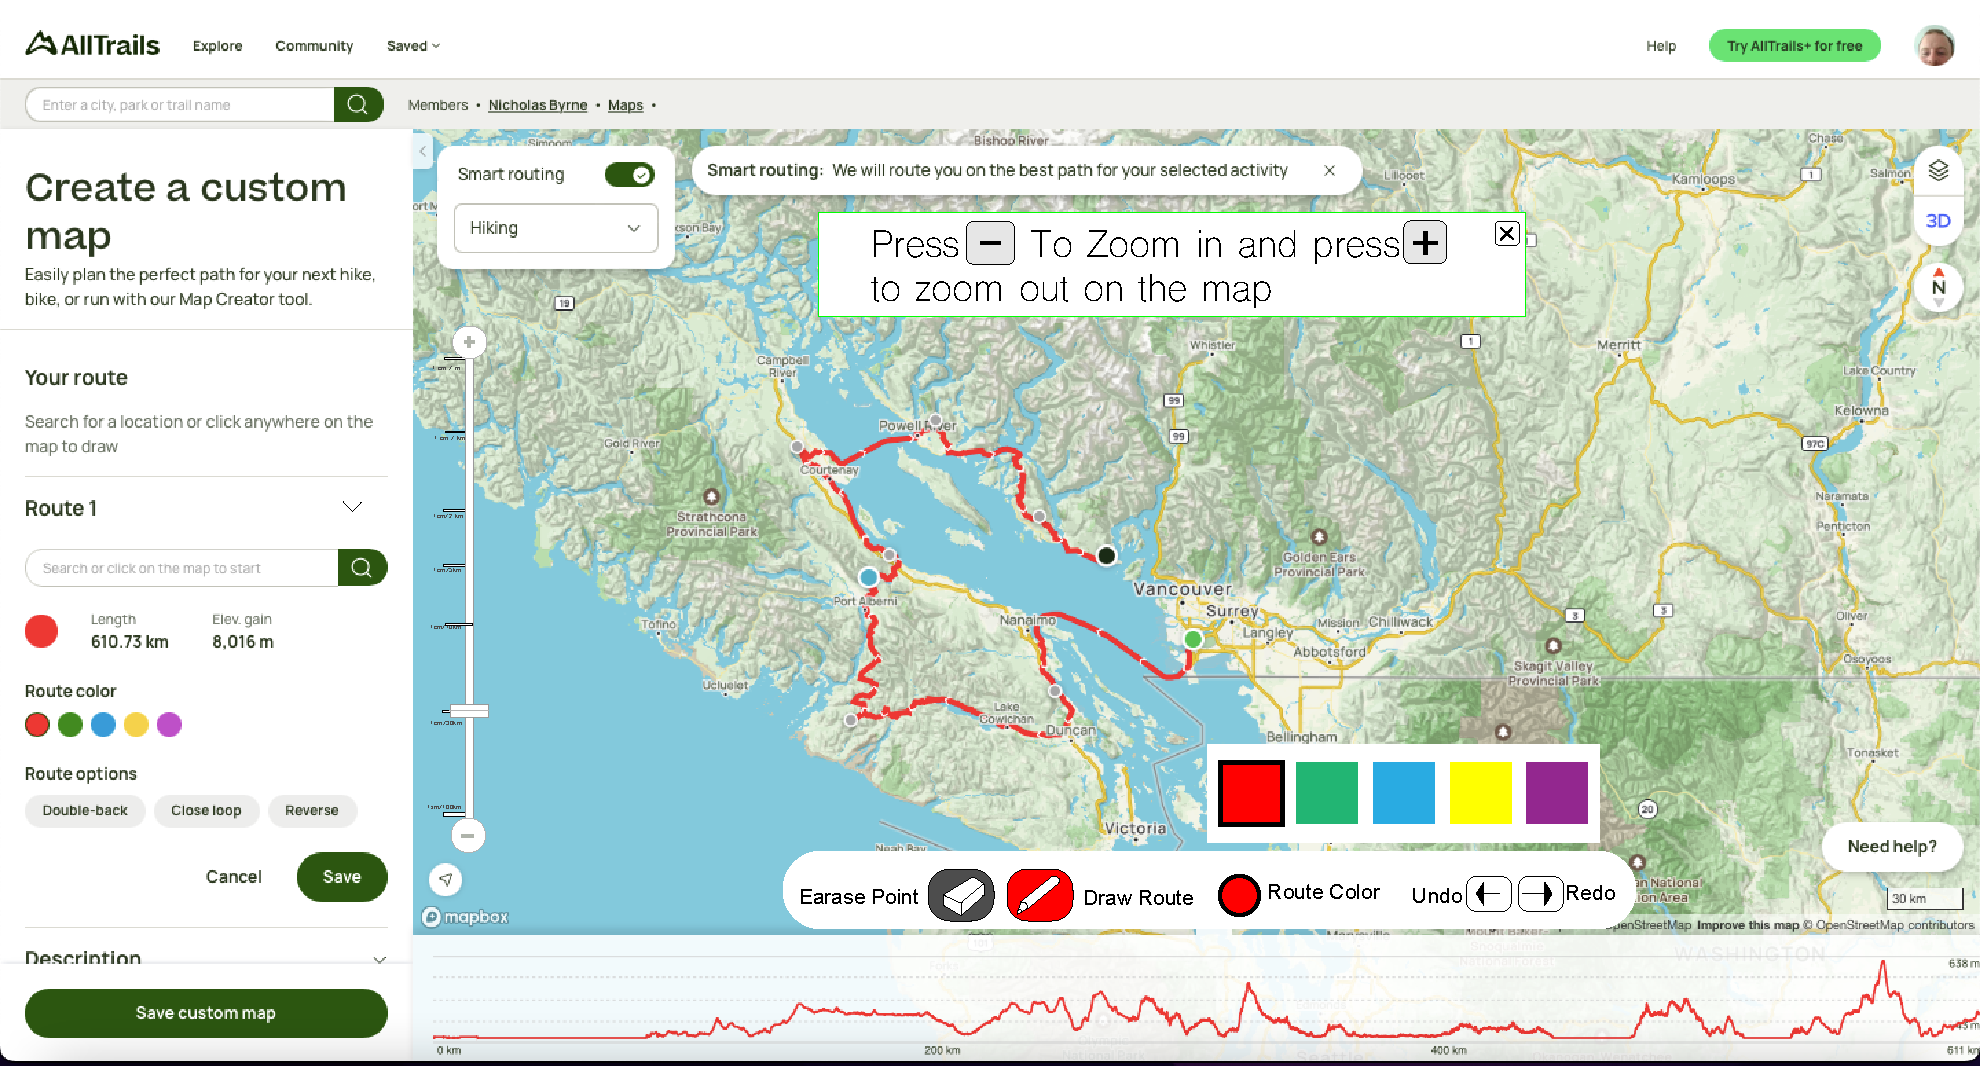 AllTrails
Explore
Community
Saved
Help
Try AllTrails+ for free
Enter a city, park or trail name
Members • Nicholas Byrne • Maps •
Create a custom
map
Easily plan the perfect path for your next hike,
bike, or run with our Map Creator tool.
Your route
Search for a location or click anywhere on the
map to draw
Route 1
Search or click on the map to start
Length
610.73 km
Elev. gain
8,016 m
Route color
Route options
Double-back
Close loop
Reverse
Cancel
Save
Description
Save custom map
Smart routing
Hiking
Smart routing: We will route you on the best path for your selected activity
Press − To Zoom in and press +
to zoom out on the map
3D
N
Bishop River
Lillooet
Kamloops
Chase
Salmon
1
19
Campbell
River
Whistler
1
Merritt
Lake Country
Kelowna
99
99
97C
Gold River
Powell River
Courtenay
Strathcona
Provincial Park
Golden Ears
Provincial Park
Naramata
Penticton
Vancouver
Surrey
Langley
Mission
Chilliwack
Abbotsford
3
3
Oliver
Osoyoos
Port Alberni
Nanaimo
Tofino
Ucluelet
Skagit Valley
Provincial Park
Lake
Cowichan
Duncan
Bellingham
Tonasket
20
Victoria
Neah Bay
Need help?
Earase Point
Draw Route
Route Color
Undo
Redo
30 km
mapbox
OpenStreetMap Improve this map © OpenStreetMap contributors
WASHINGTON
Seattle
638 m
0 km
200 km
400 km
611 km